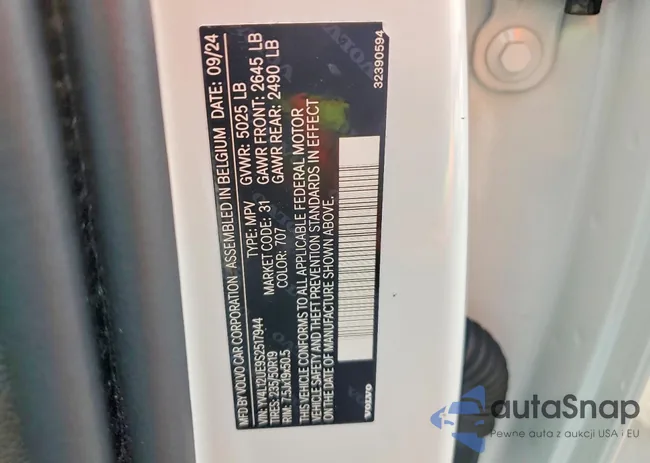 MFD BY VOLVO CAR CORPORATION ASSEMBLED IN BELGIUM DATE: 09/24
VIN: YV4L12UE9S2517944 TYPE: MPV GVWR: 5025 LB
TIRES: 235/50R19 MARKET CODE: 31 GAWR FRONT: 2645 LB
RIM: 7.5Jx19x50.5 COLOR: 707 GAWR REAR: 2490 LB
THIS VEHICLE CONFORMS TO ALL APPLICABLE FEDERAL MOTOR
VEHICLE SAFETY AND THEFT PREVENTION STANDARDS IN EFFECT
ON THE DATE OF MANUFACTURE SHOWN ABOVE.
VOLVO 32390594
VOLVO
autaSnap
Pewne auta z aukcji USA i EU